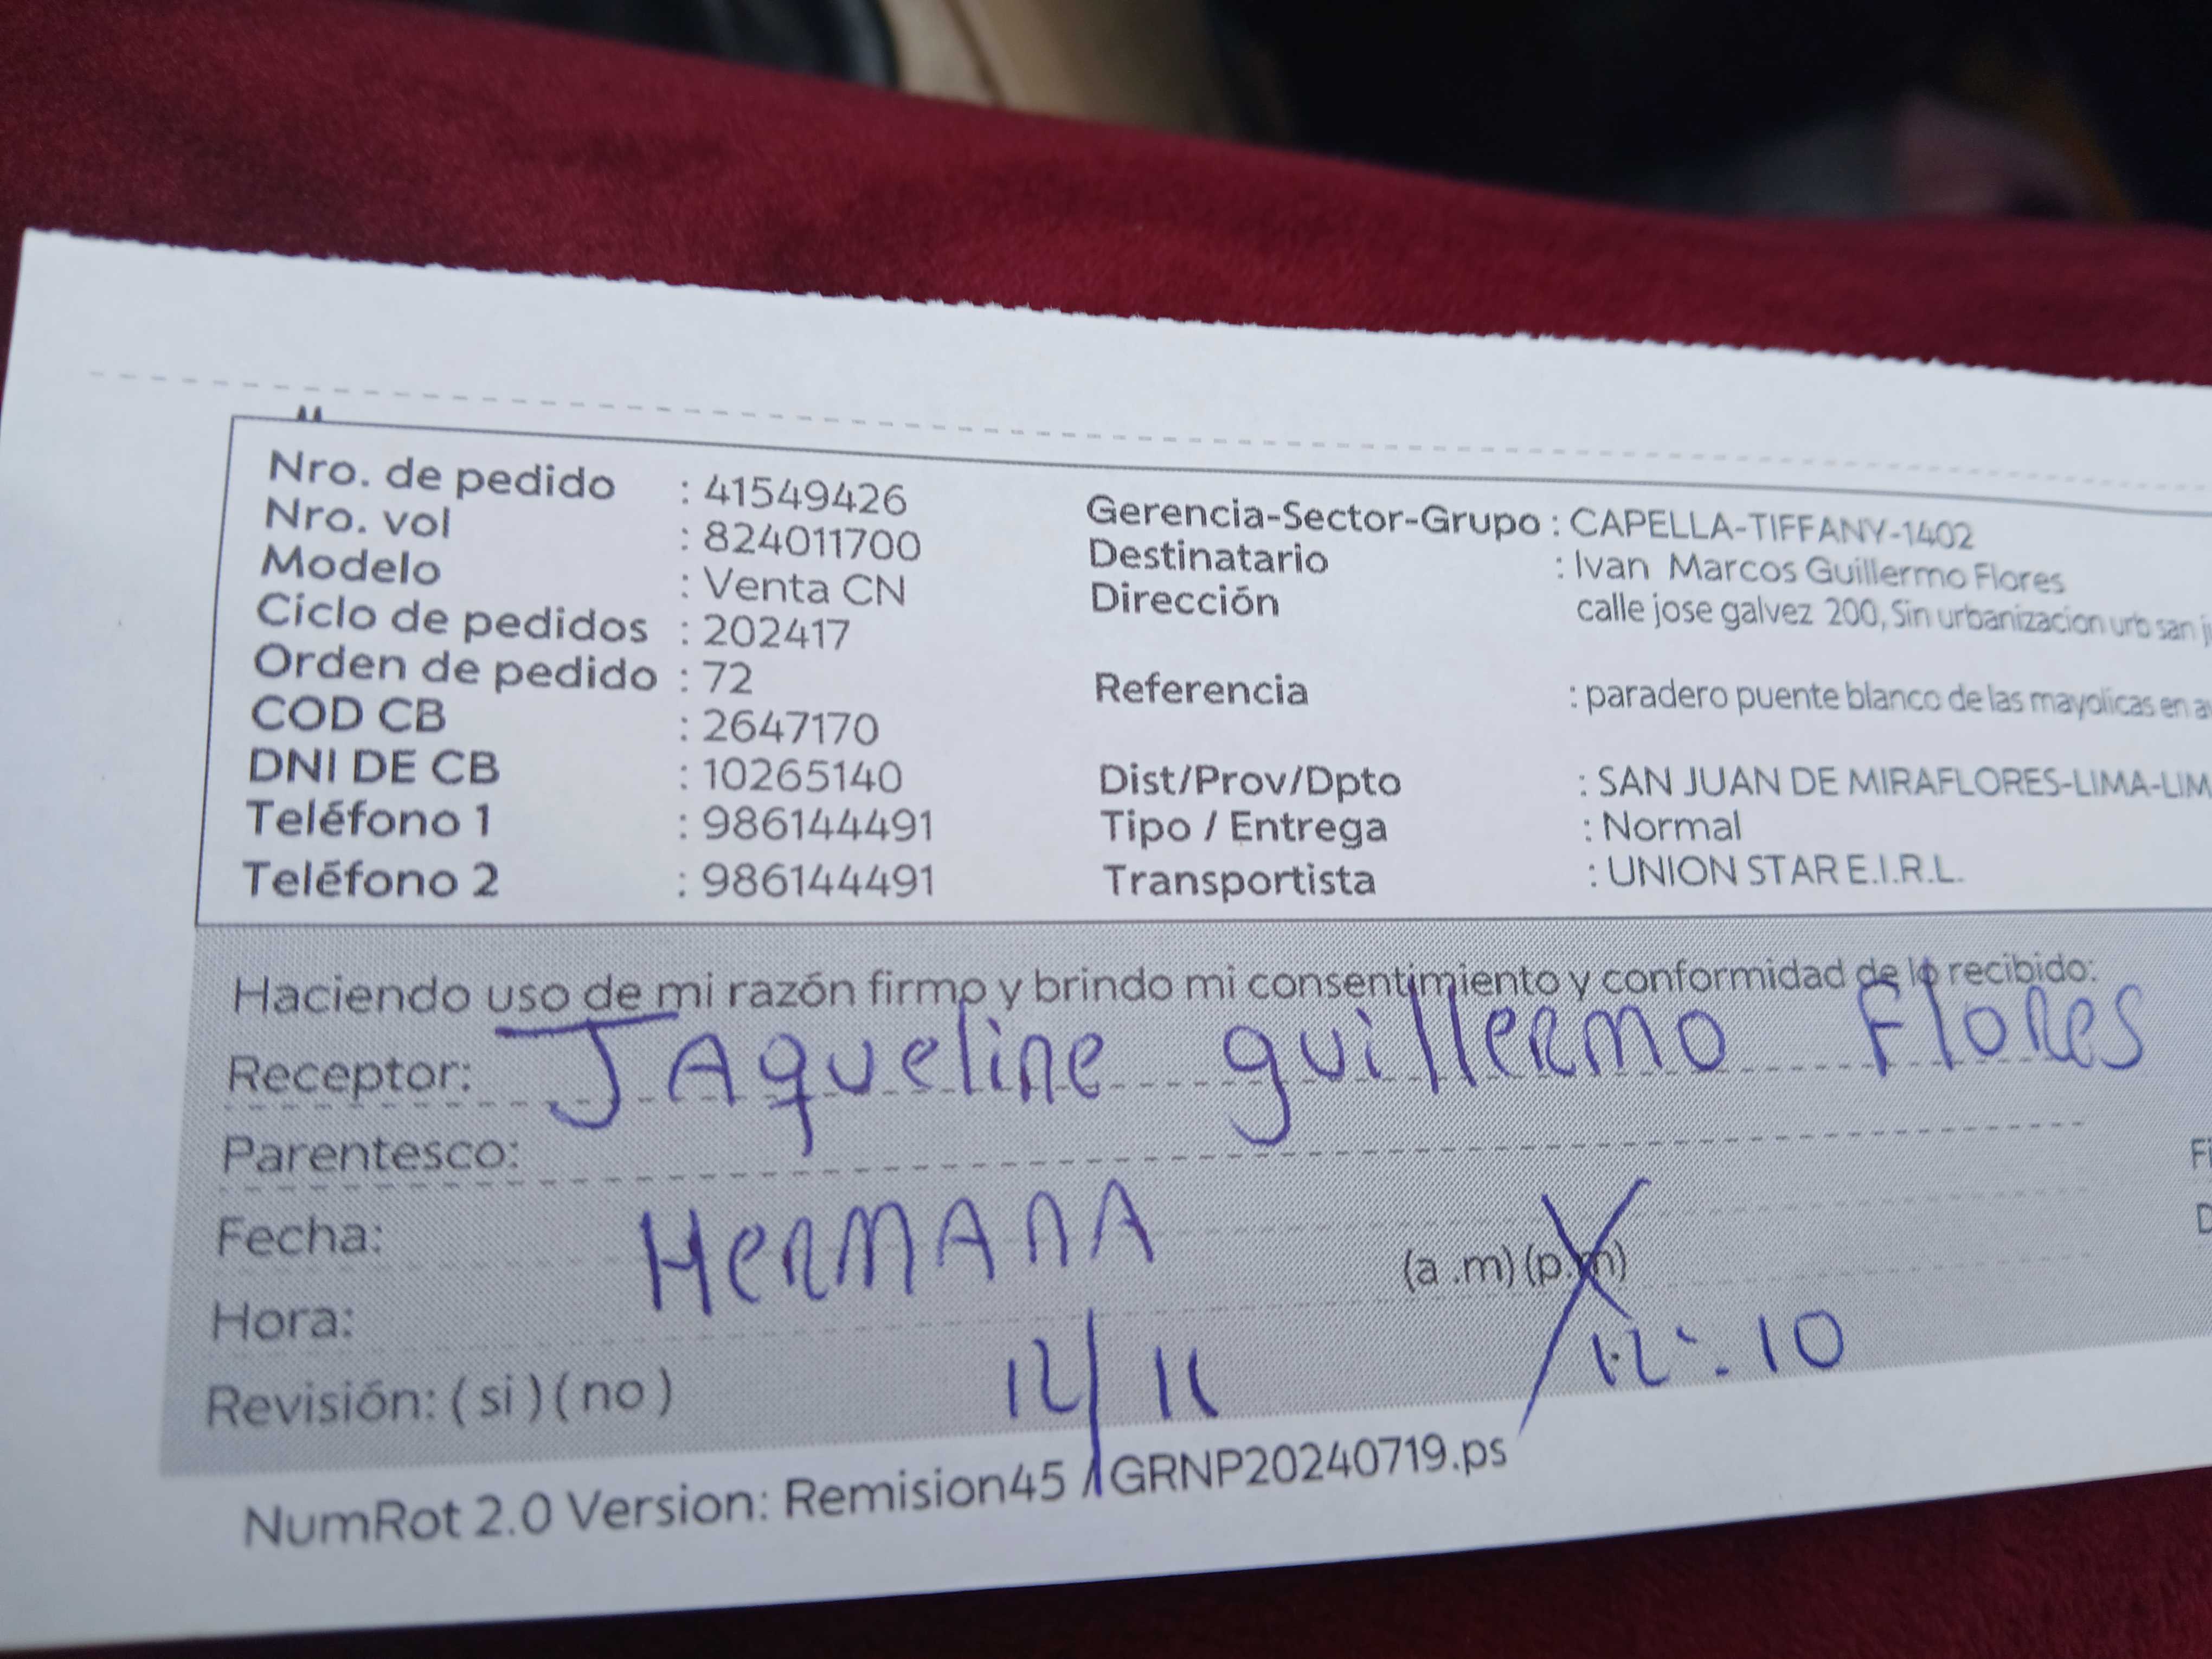 Nro. de pedido : 41549426
Nro. vol : 824011700
Modelo : Venta CN
Ciclo de pedidos : 202417
Orden de pedido : 72
COD CB : 2647170
DNI DE CB : 10265140
Teléfono 1 : 986144491
Teléfono 2 : 986144491
Gerencia-Sector-Grupo : CAPELLA-TIFFANY-1402
Destinatario : Ivan Marcos Guillermo Flores
Dirección calle jose galvez 200, Sin urbanizacion urb san
Referencia : paradero puente blanco de las mayolicas en
Dist/Prov/Dpto : SAN JUAN DE MIRAFLORES-LIMA-LIM
Tipo / Entrega : Normal
Transportista : UNION STAR E.I.R.L.
Haciendo uso de mi razón firmo y brindo mi consentimiento y conformidad de lo recibido:
Receptor: JAqueline guillermo Flores
Parentesco:
HerMAnA
Fecha:
(a .m) (p.m)
Hora:
12/11 12:10
Revisión: ( si ) ( no )
NumRot 2.0 Version: Remision45 / GRNP20240719.ps